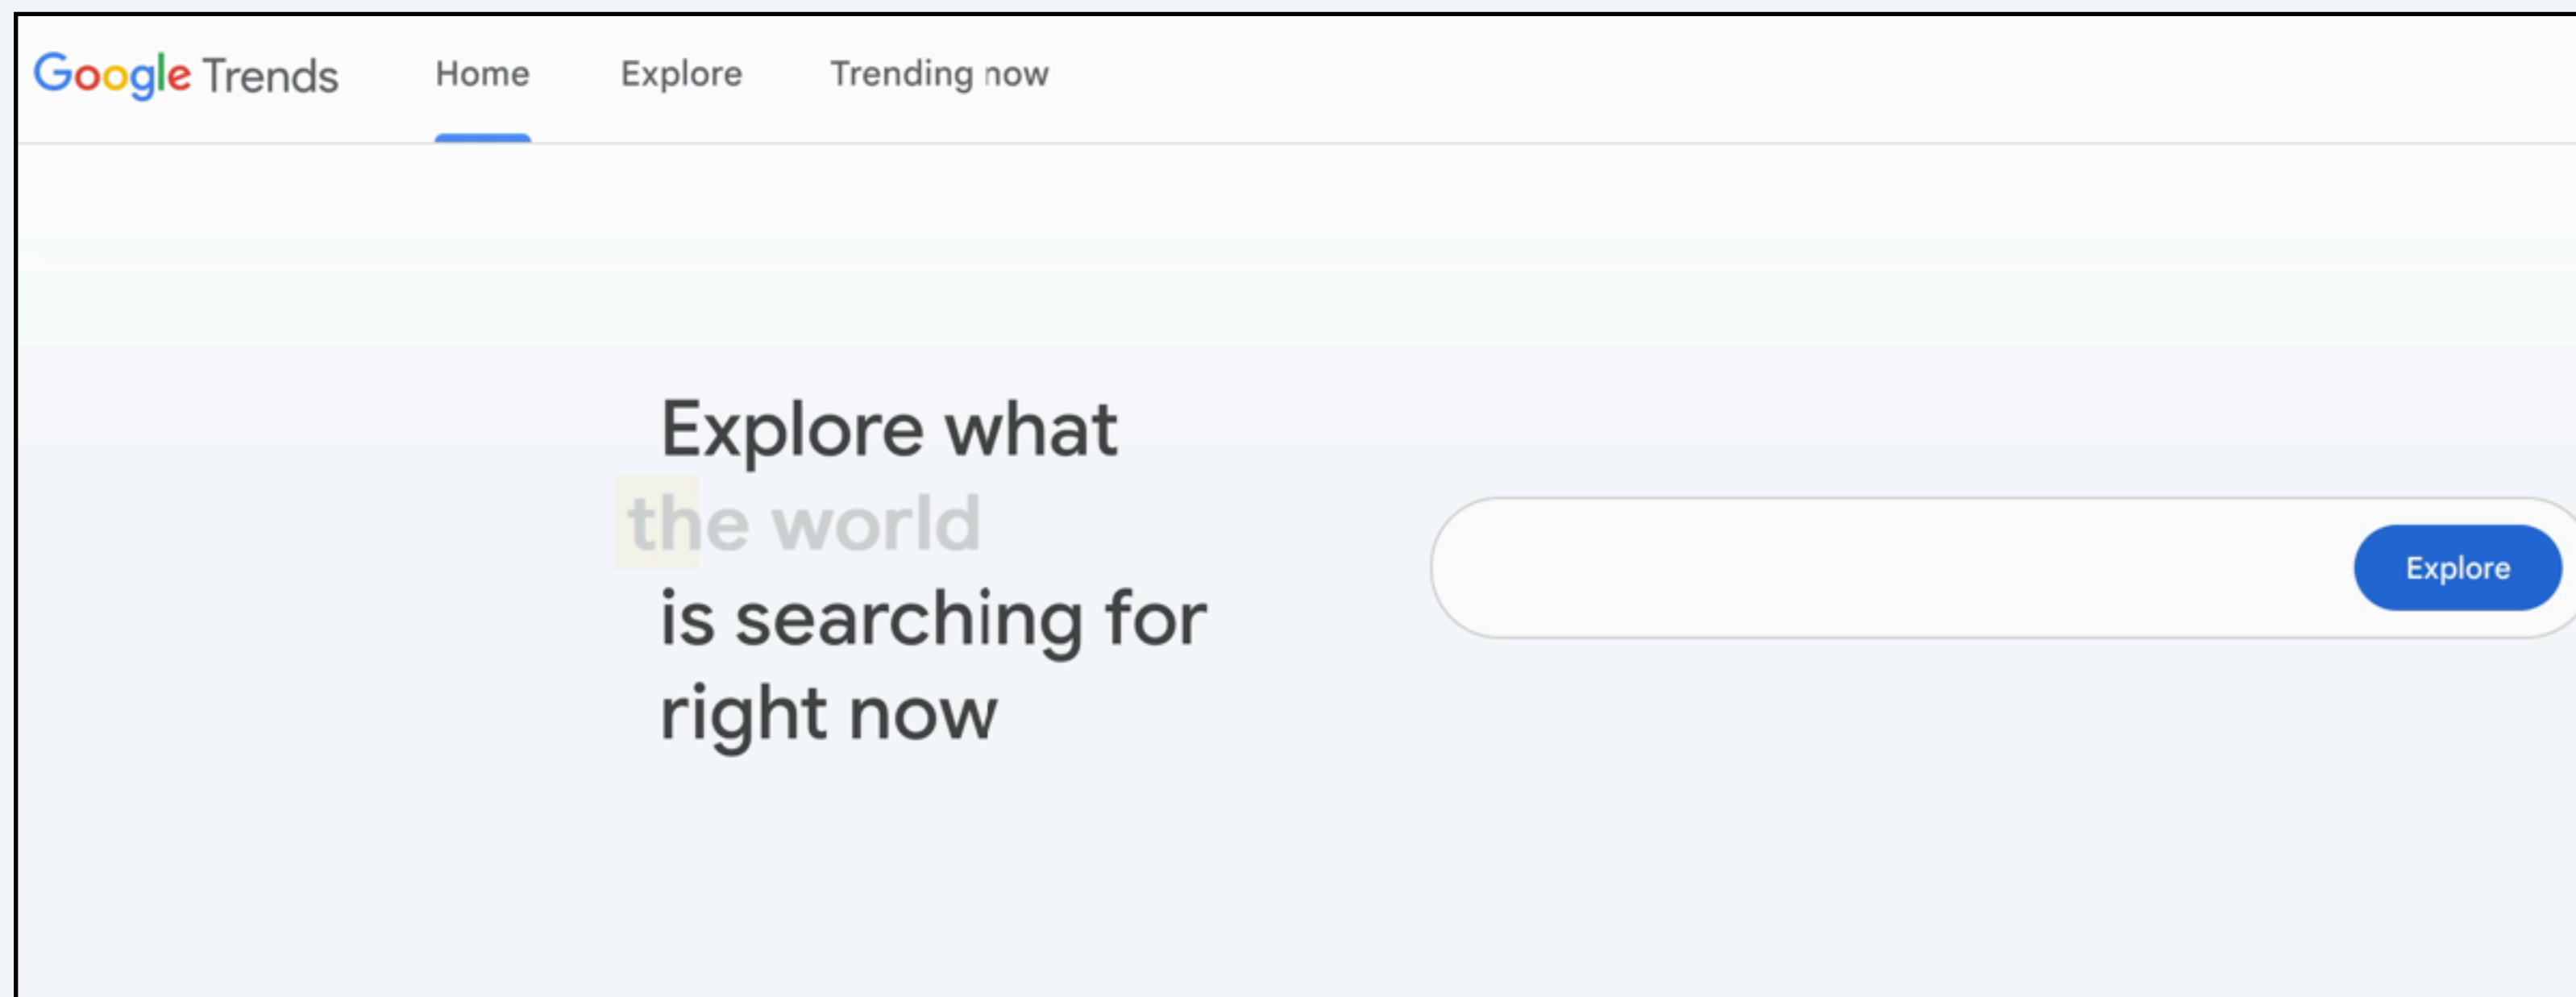 Google Trends Home Explore Trending now
Explore what
the world
is searching for
right now
Explore